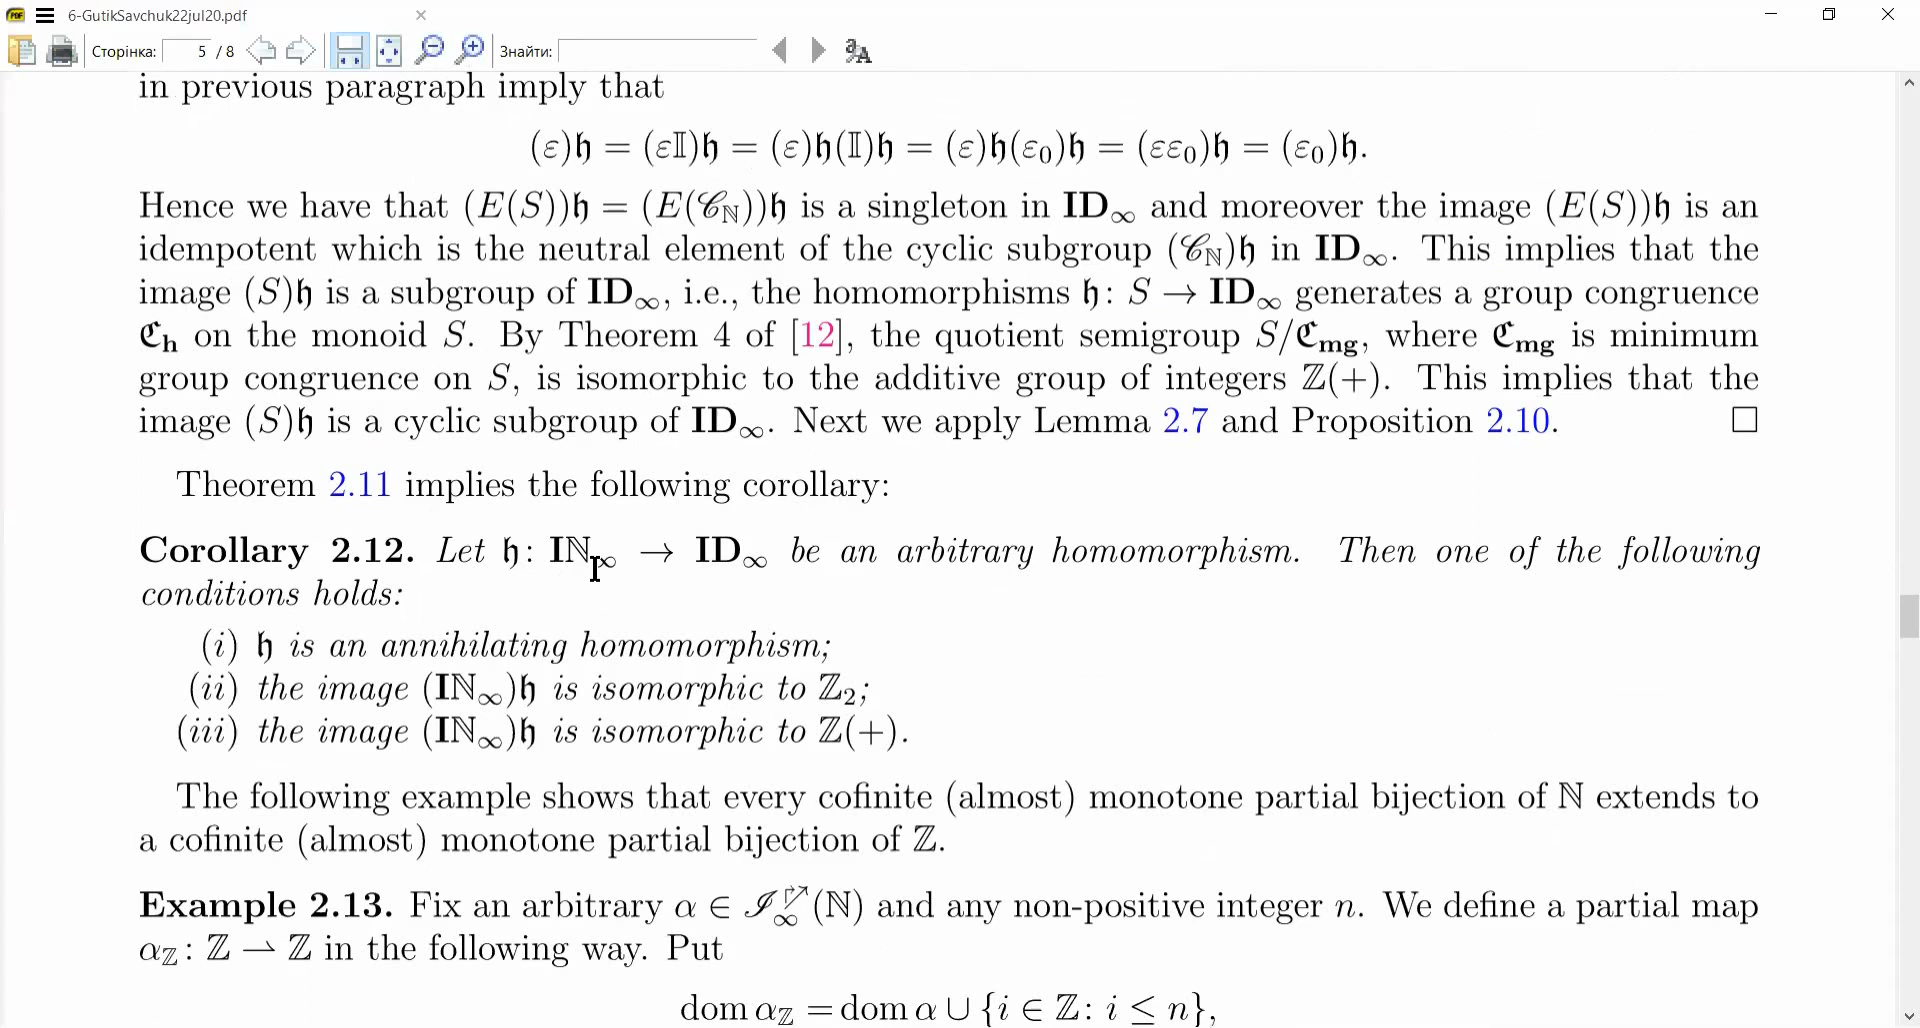 6-GutikSavchuk22jul20.pdf
Сторінка: 5 / 8 Знайти:
in previous paragraph imply that
(ε)𝔥 = (ε𝕀)𝔥 = (ε)𝔥(𝕀)𝔥 = (ε)𝔥(ε₀)𝔥 = (εε₀)𝔥 = (ε₀)𝔥.
Hence we have that (E(S))𝔥 = (E(𝒞_ℕ))𝔥 is a singleton in 𝐈𝐃_∞ and moreover the image (E(S))𝔥 is an
idempotent which is the neutral element of the cyclic subgroup (𝒞_ℕ)𝔥 in 𝐈𝐃_∞. This implies that the
image (S)𝔥 is a subgroup of 𝐈𝐃_∞, i.e., the homomorphisms 𝔥: S → 𝐈𝐃_∞ generates a group congruence
ℭ_𝐡 on the monoid S. By Theorem 4 of [12], the quotient semigroup S/ℭ_𝐦𝐠, where ℭ_𝐦𝐠 is minimum
group congruence on S, is isomorphic to the additive group of integers ℤ(+). This implies that the
image (S)𝔥 is a cyclic subgroup of 𝐈𝐃_∞. Next we apply Lemma 2.7 and Proposition 2.10. □
Theorem 2.11 implies the following corollary:
Corollary 2.12. Let 𝔥: 𝐈ℕ_∞ → 𝐈𝐃_∞ be an arbitrary homomorphism. Then one of the following
conditions holds:
(i) 𝔥 is an annihilating homomorphism;
(ii) the image (𝐈ℕ_∞)𝔥 is isomorphic to ℤ₂;
(iii) the image (𝐈ℕ_∞)𝔥 is isomorphic to ℤ(+).
The following example shows that every cofinite (almost) monotone partial bijection of ℕ extends to
a cofinite (almost) monotone partial bijection of ℤ.
Example 2.13. Fix an arbitrary α ∈ ℐ_∞^↱↗(ℕ) and any non-positive integer n. We define a partial map
α_ℤ: ℤ ⇀ ℤ in the following way. Put
dom α_ℤ = dom α ∪ {i ∈ ℤ: i ≤ n},